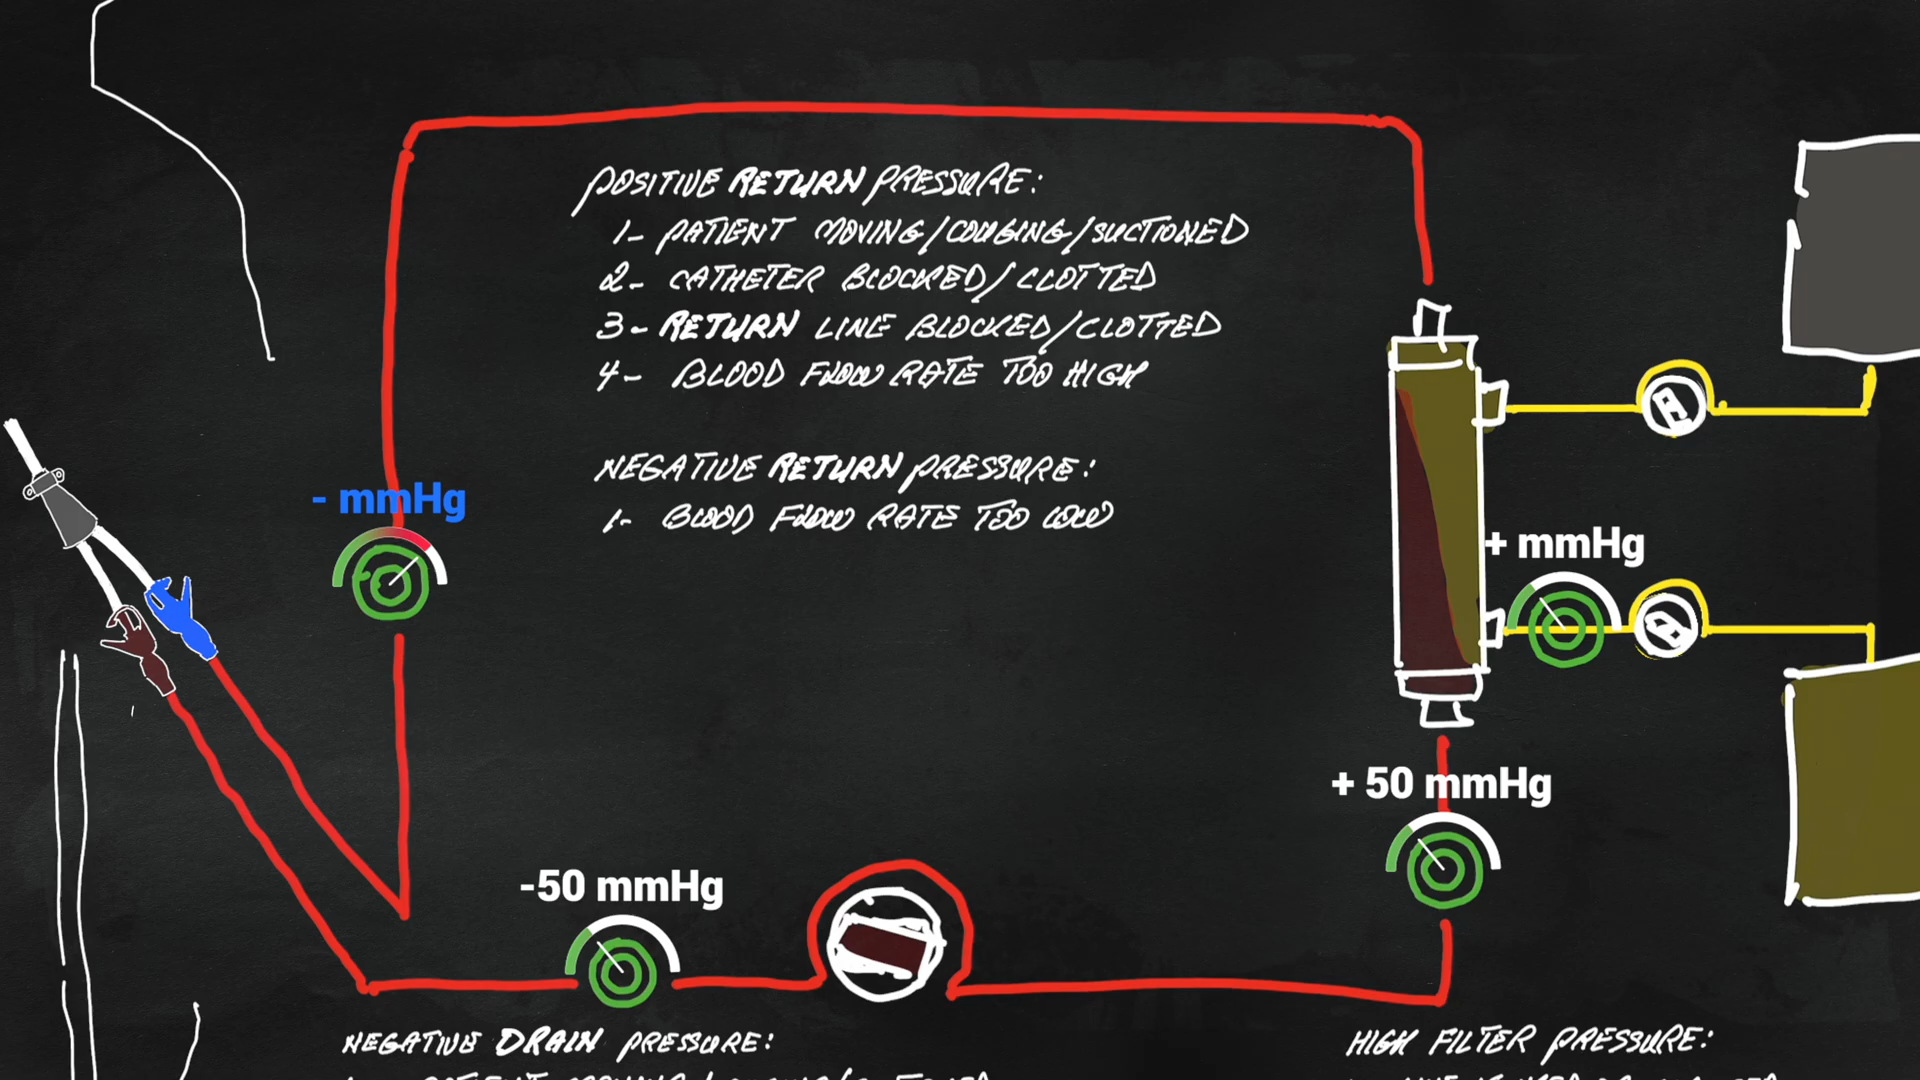 POSITIVE RETURN PRESSURE:
1- PATIENT MOVING/COUGING/SUCTIONED
2- CATHETER BLOCKED/CLOTTED
3- RETURN LINE BLOCKED/CLOTTED
4- BLOOD FLOW RATE TOO HIGH
NEGATIVE RETURN PRESSURE:
1- BLOOD FLOW RATE TOO LOW
- mmHg
+ mmHg
+ 50 mmHg
-50 mmHg
NEGATIVE DRAIN PRESSURE:
HIGH FILTER PRESSURE: